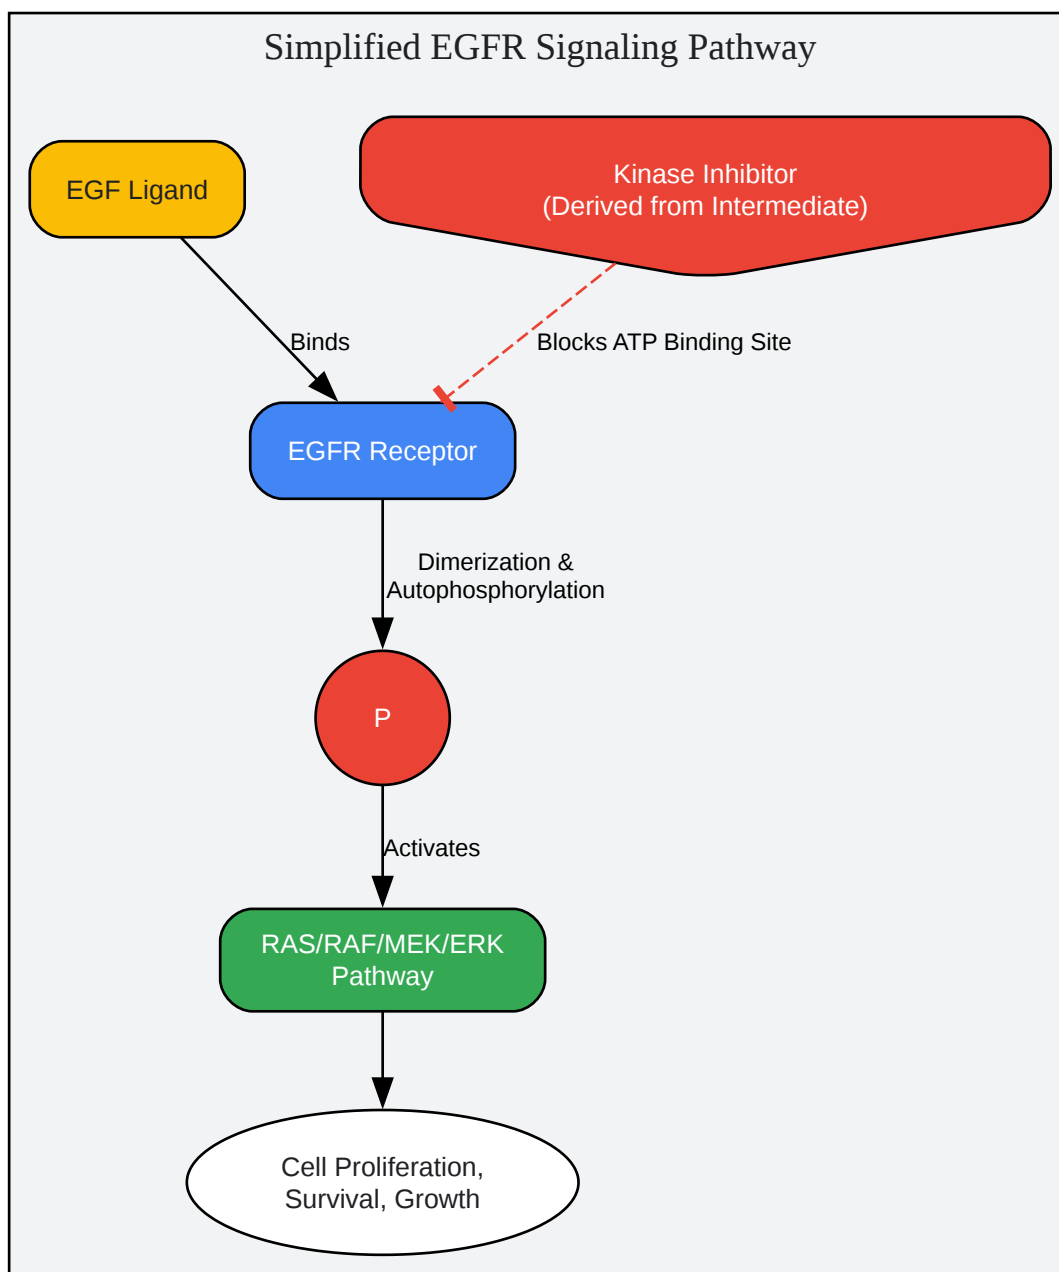 Simplified EGFR Signaling Pathway
EGF Ligand
Kinase Inhibitor
(Derived from Intermediate)
Binds
Blocks ATP Binding Site
EGFR Receptor
Dimerization &
Autophosphorylation
P
Activates
RAS/RAF/MEK/ERK
Pathway
Cell Proliferation,
Survival, Growth